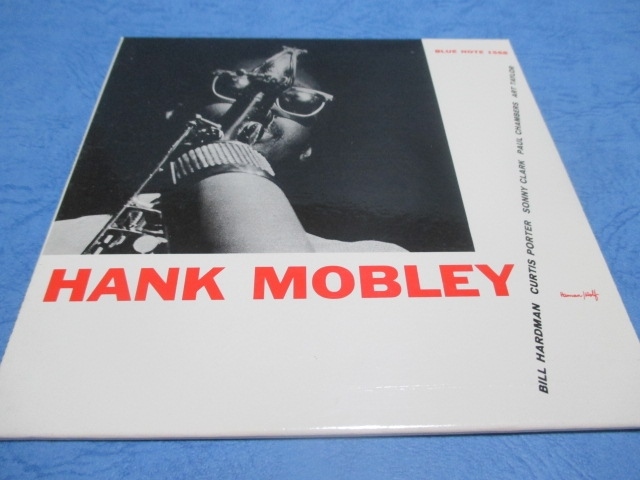 BLUE NOTE 1568
HANK MOBLEY
BILL HARDMAN CURTIS PORTER SONNY CLARK PAUL CHAMBERS ART TAYLOR